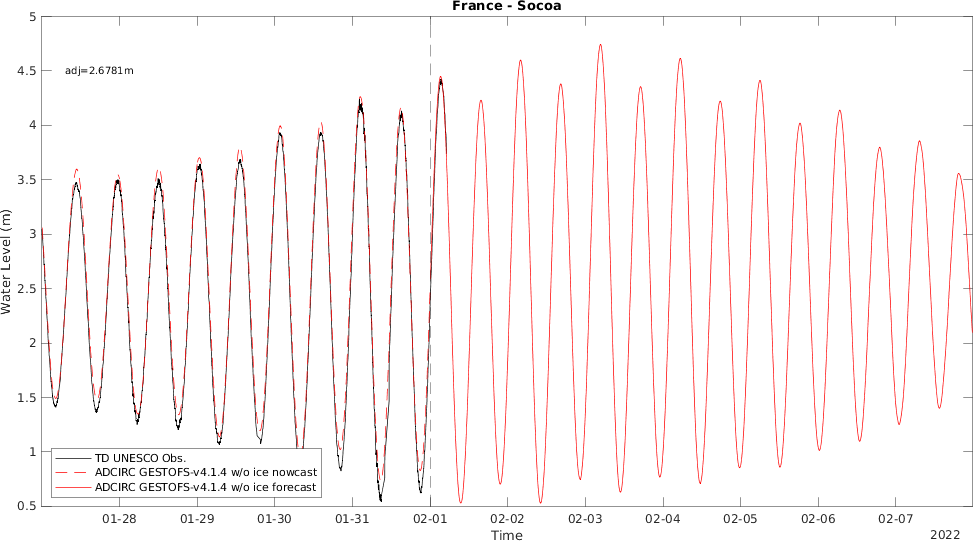 France - Socoa
5
4.5
4
3.5
3
2.5
2
1.5
1
0.5
Water Level (m)
adj=2.6781m
TD UNESCO Obs.
ADCIRC GESTOFS-v4.1.4 w/o ice nowcast
ADCIRC GESTOFS-v4.1.4 w/o ice forecast
01-28 01-29 01-30 01-31 02-01 02-02 02-03 02-04 02-05 02-06 02-07
Time
2022